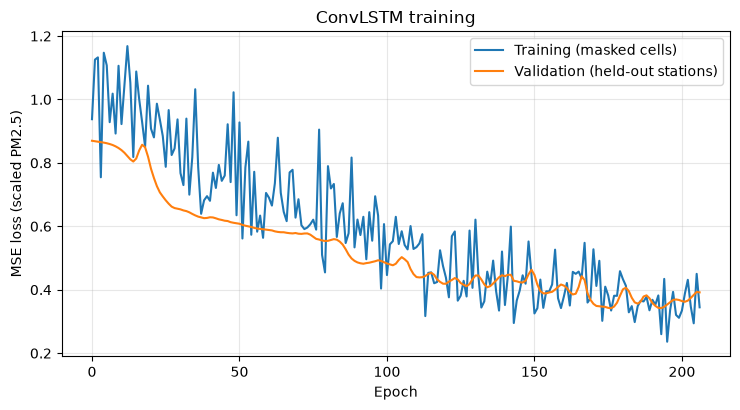 ConvLSTM training
MSE loss (scaled PM2.5)
1.2
1.0
0.8
0.6
0.4
0.2
Training (masked cells)
Validation (held-out stations)
0
50
100
150
200
Epoch